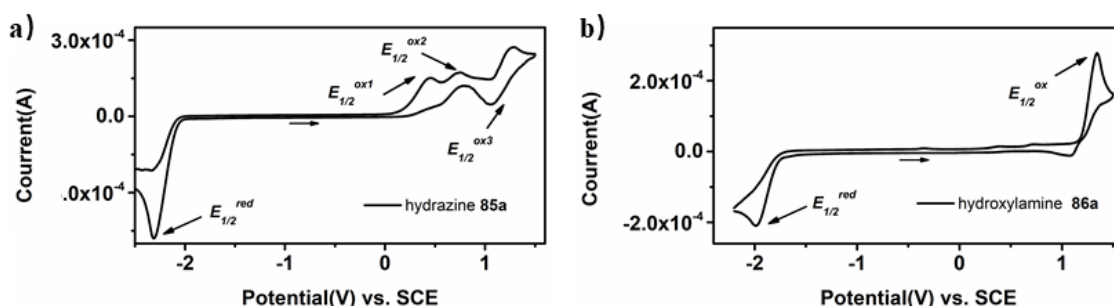 a)
3.0x10⁻⁴
0.0
.0x10⁻⁴
Courrent(A)
E₁/₂ᵒˣ¹
E₁/₂ᵒˣ²
E₁/₂ᵒˣ³
E₁/₂ʳᵉᵈ
hydrazine 85a
-2 -1 0 1
Potential(V) vs. SCE
b)
2.0x10⁻⁴
0.0
-2.0x10⁻⁴
Courrent(A)
E₁/₂ᵒˣ
E₁/₂ʳᵉᵈ
hydroxylamine 86a
-2 -1 0 1
Potential(V) vs. SCE